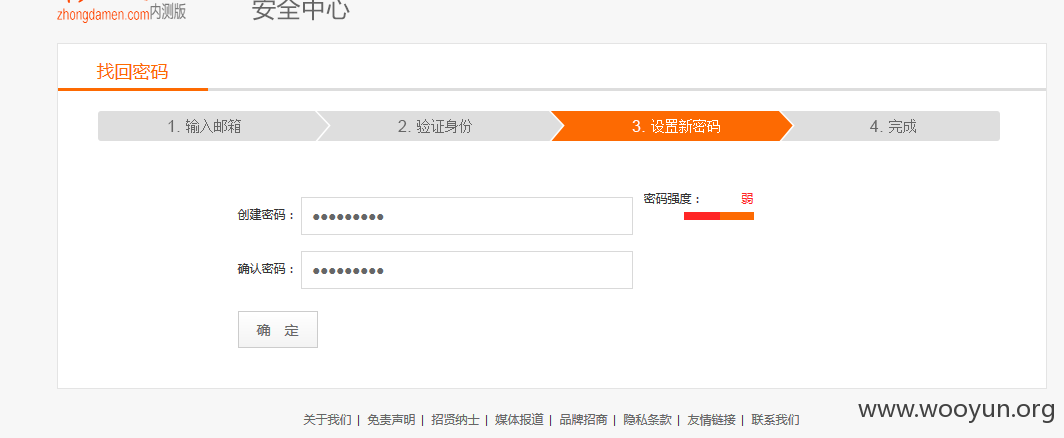 zhongdamen.com内测版
安全中心
找回密码
1. 输入邮箱
2. 验证身份
3. 设置新密码
4. 完成
密码强度： 弱
创建密码： •••••••••
确认密码： •••••••••
确 定
关于我们 | 免责声明 | 招贤纳士 | 媒体报道 | 品牌招商 | 隐私条款 | 友情链接 | 联系我们
www.wooyun.org